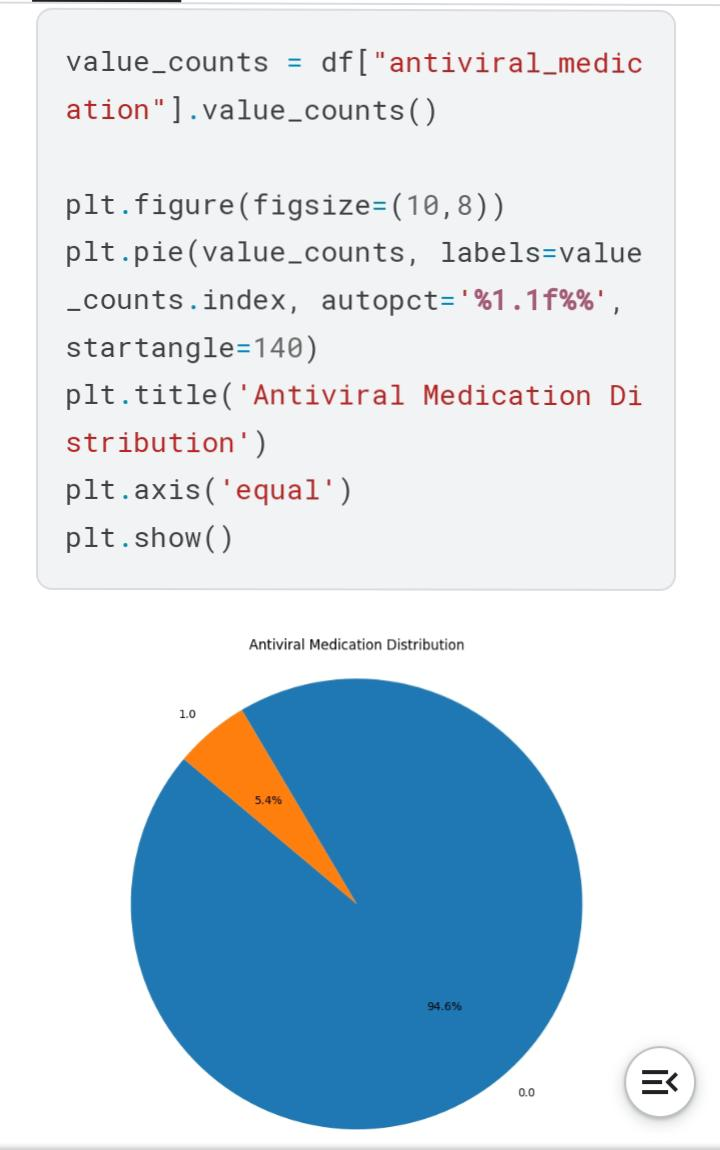 value_counts = df["antiviral_medic
ation"].value_counts()
plt.figure(figsize=(10,8))
plt.pie(value_counts, labels=value
_counts.index, autopct='%1.1f%%',
startangle=140)
plt.title('Antiviral Medication Di
stribution')
plt.axis('equal')
plt.show()
Antiviral Medication Distribution
1.0
5.4%
94.6%
0.0